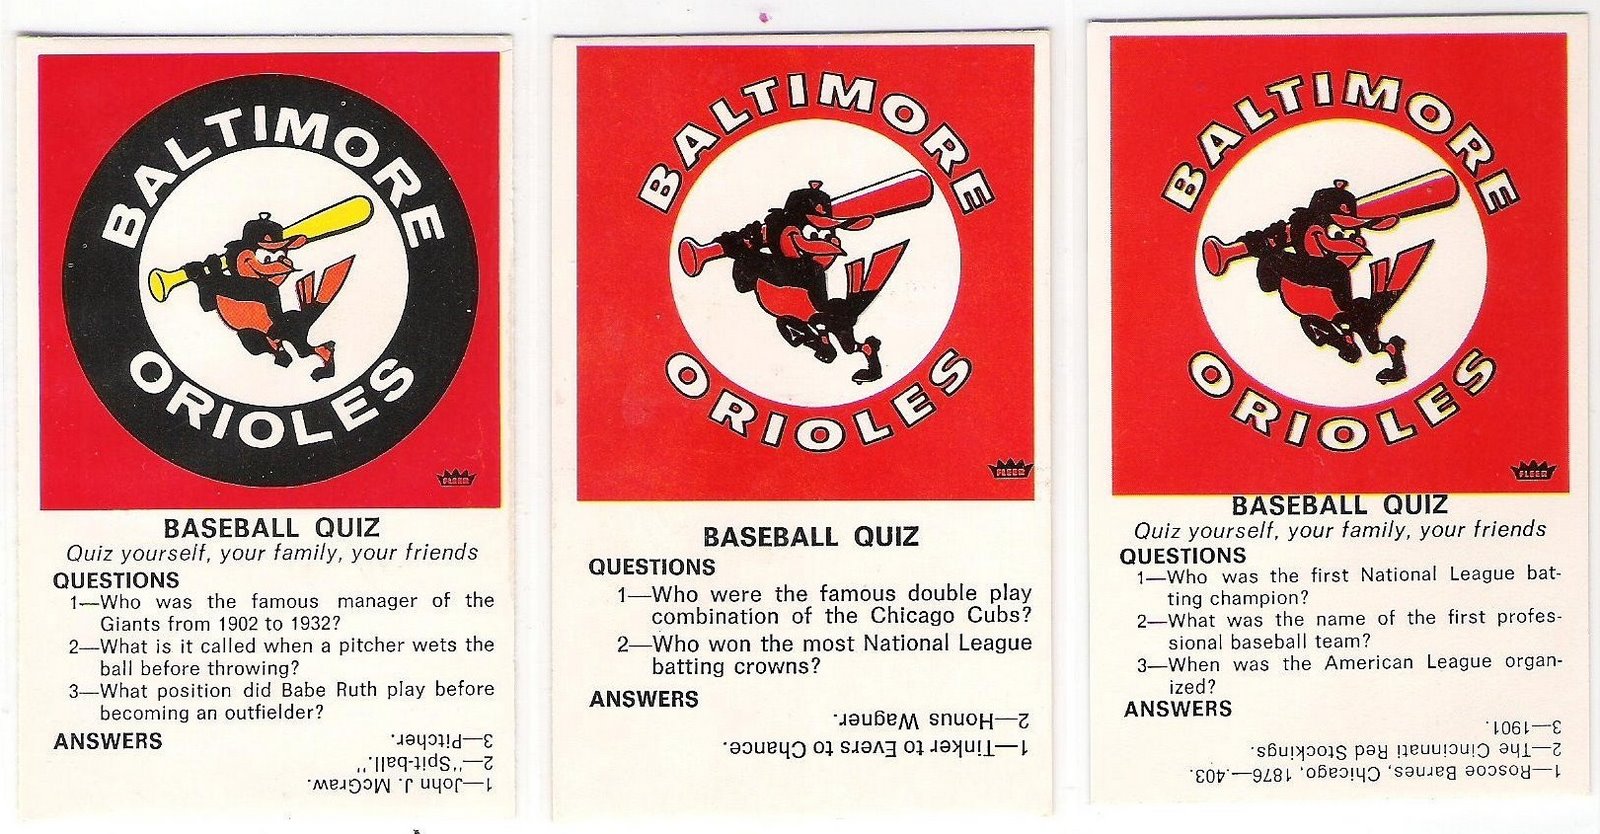 BALTIMORE
ORIOLES
FLEER
BASEBALL QUIZ
Quiz yourself, your family, your friends
QUESTIONS
1—Who was the famous manager of the
Giants from 1902 to 1932?
2—What is it called when a pitcher wets the
ball before throwing?
3—What position did Babe Ruth play before
becoming an outfielder?
ANSWERS
1—John J. McGraw.
2—"Spit-ball".
3—Pitcher.
BALTIMORE
ORIOLES
FLEER
BASEBALL QUIZ
QUESTIONS
1—Who were the famous double play
combination of the Chicago Cubs?
2—Who won the most National League
batting crowns?
ANSWERS
1—Tinker to Evers to Chance.
2—Honus Wagner.
BALTIMORE
ORIOLES
FLEER
BASEBALL QUIZ
Quiz yourself, your family, your friends
QUESTIONS
1—Who was the first National League bat-
ting champion?
2—What was the name of the first profes-
sional baseball team?
3—When was the American League organ-
ized?
ANSWERS
1—Roscoe Barnes, Chicago, 1876—.403.
2—The Cincinnati Red Stockings.
3—1901.